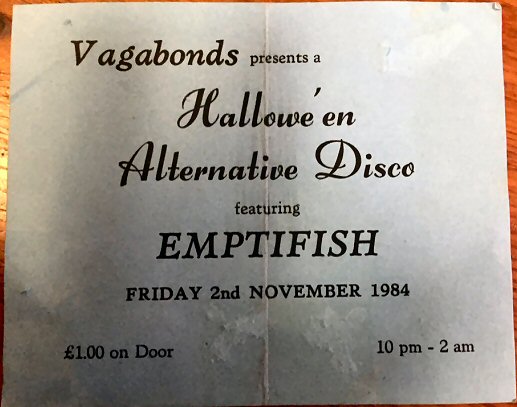 Vagabonds presents a
Hallowe'en
Alternative Disco
featuring
EMPTIFISH
FRIDAY 2nd NOVEMBER 1984
£1.00 on Door 10 pm - 2 am